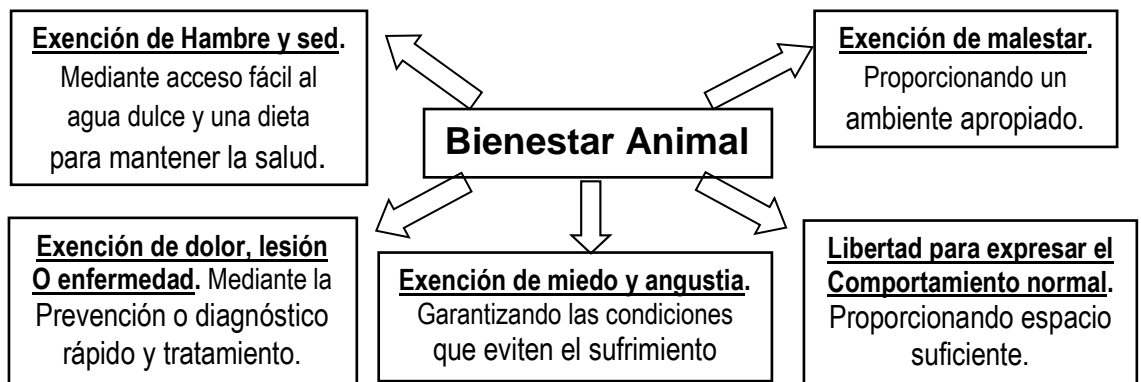 Exención de Hambre y sed.
Mediante acceso fácil al
agua dulce y una dieta
para mantener la salud.
Exención de malestar.
Proporcionando un
ambiente apropiado.
Bienestar Animal
Exención de dolor, lesión
O enfermedad. Mediante la
Prevención o diagnóstico
rápido y tratamiento.
Exención de miedo y angustia.
Garantizando las condiciones
que eviten el sufrimiento
Libertad para expresar el
Comportamiento normal.
Proporcionando espacio
suficiente.